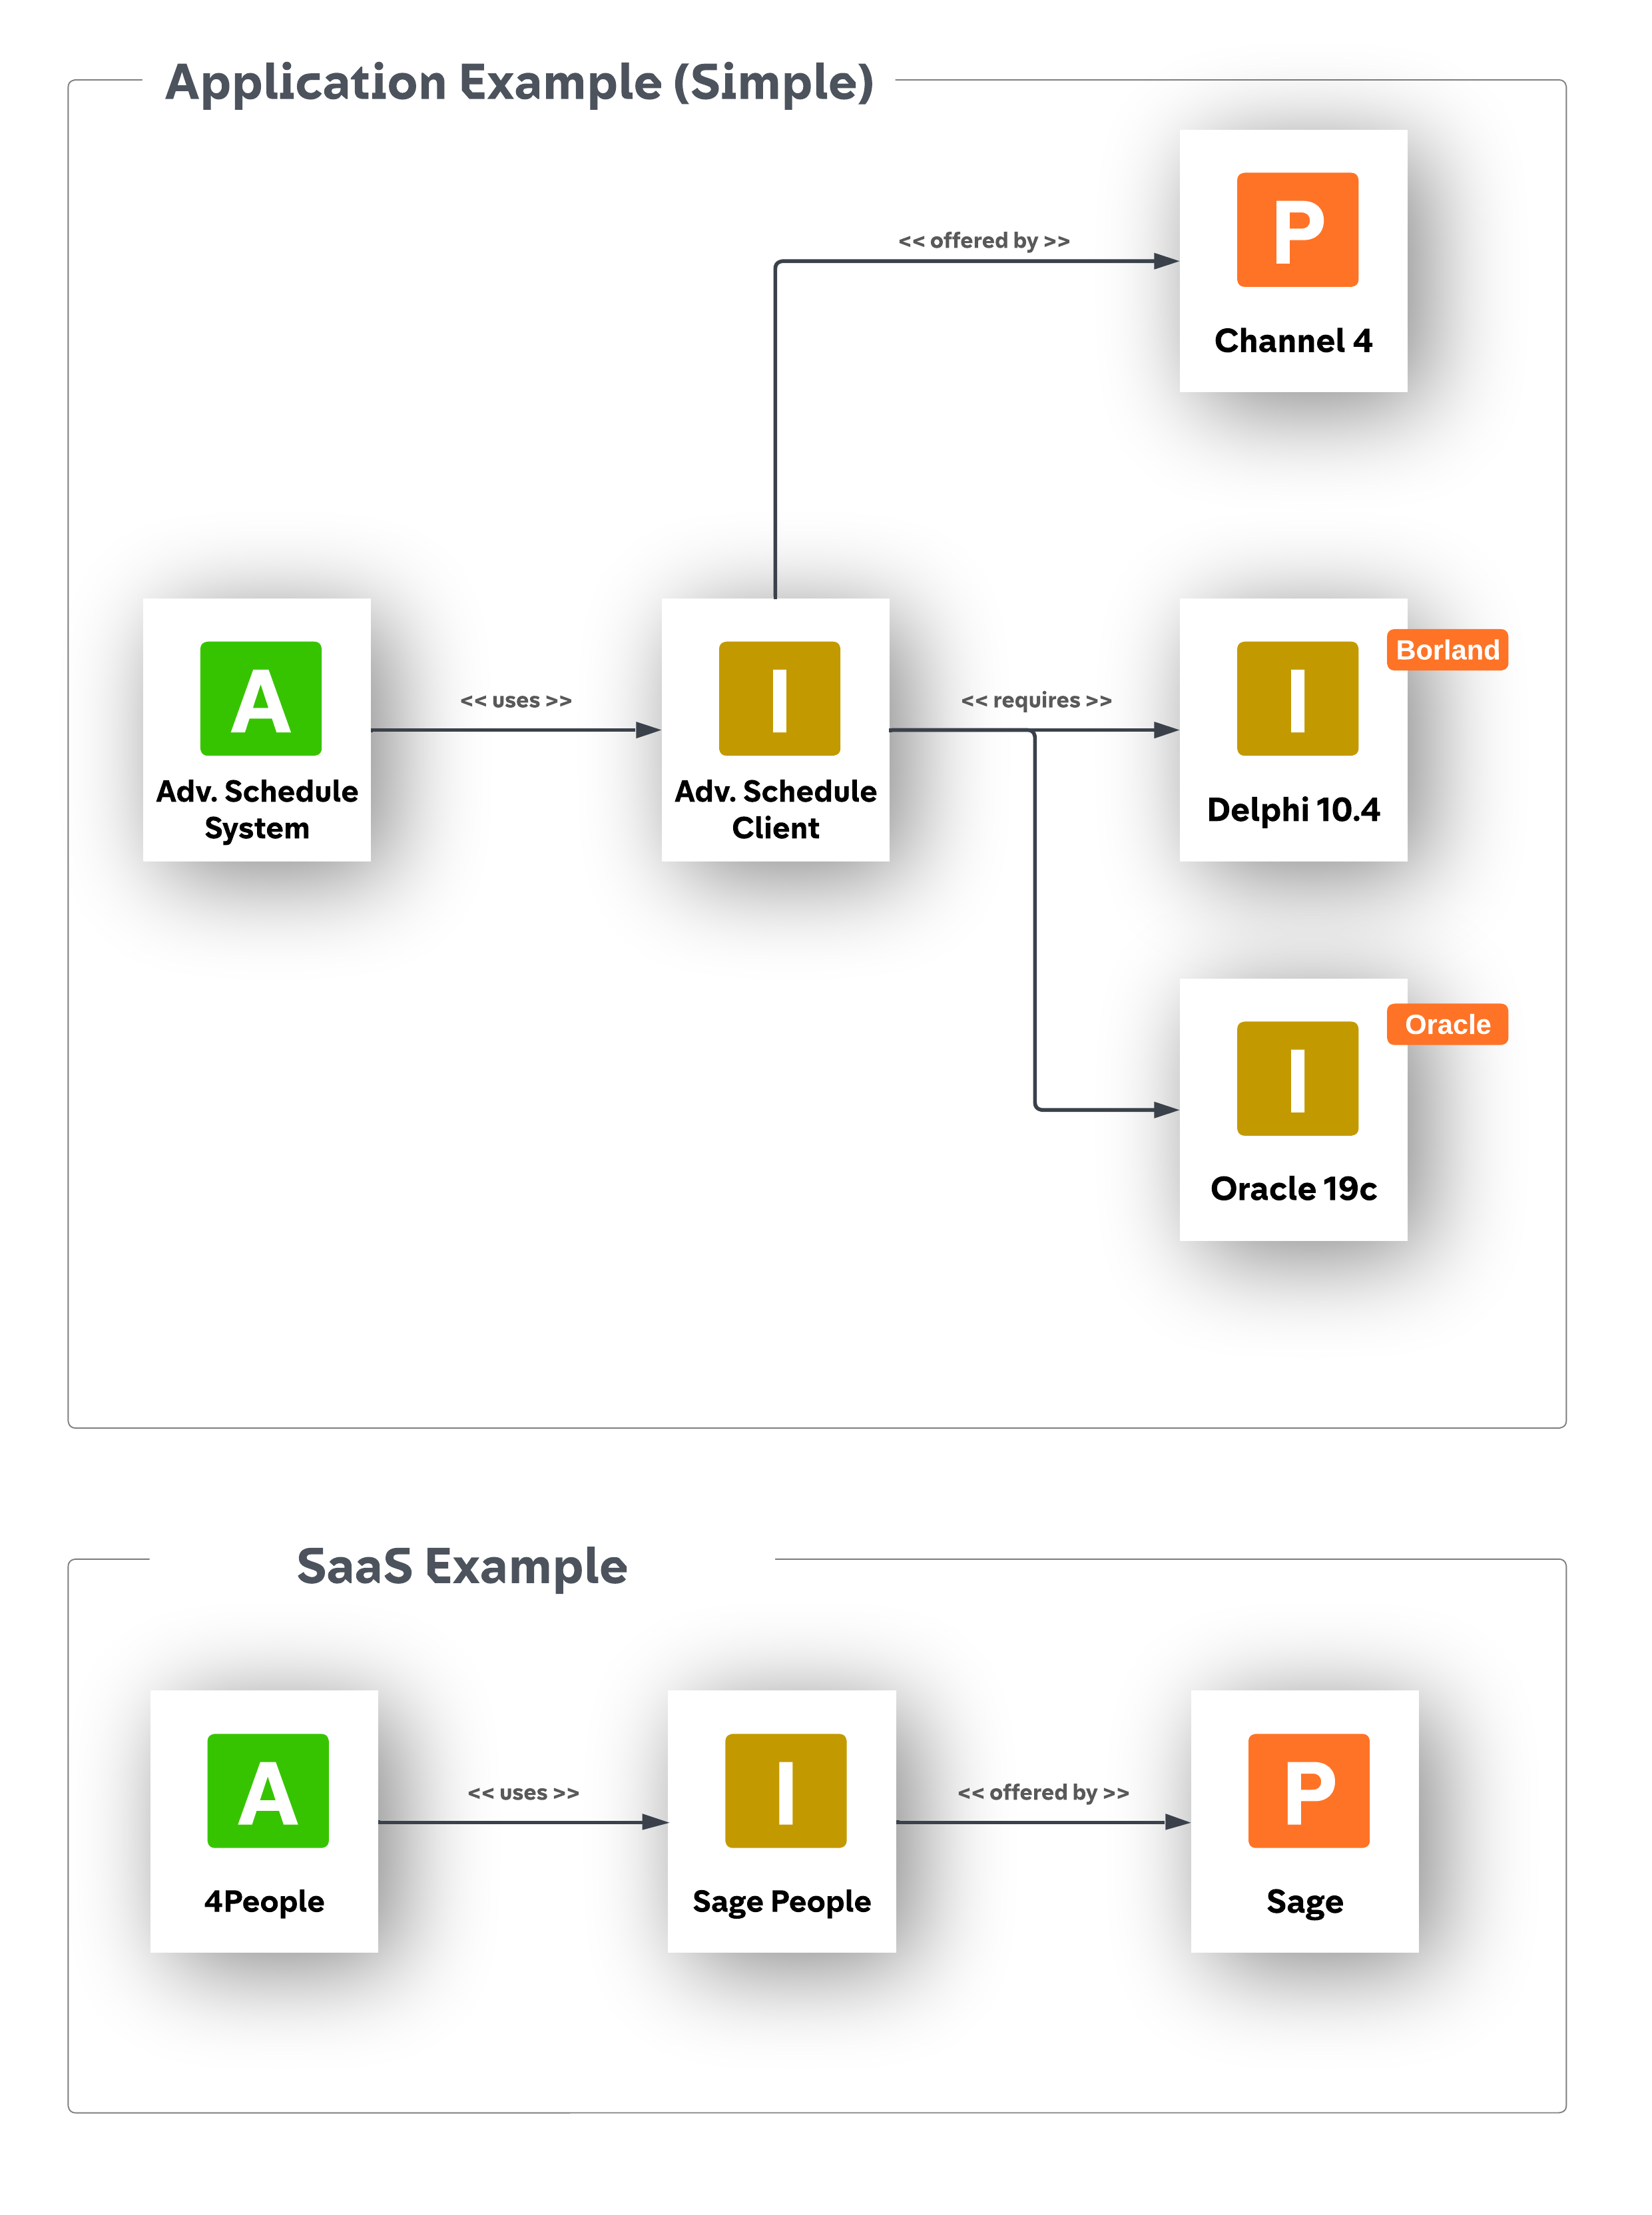 Application Example (Simple)
P
Channel 4
<< offered by >>
A
Adv. Schedule
System
<< uses >>
I
Adv. Schedule
Client
<< requires >>
I
Borland
Delphi 10.4
I
Oracle
Oracle 19c
SaaS Example
A
4People
<< uses >>
I
Sage People
<< offered by >>
P
Sage